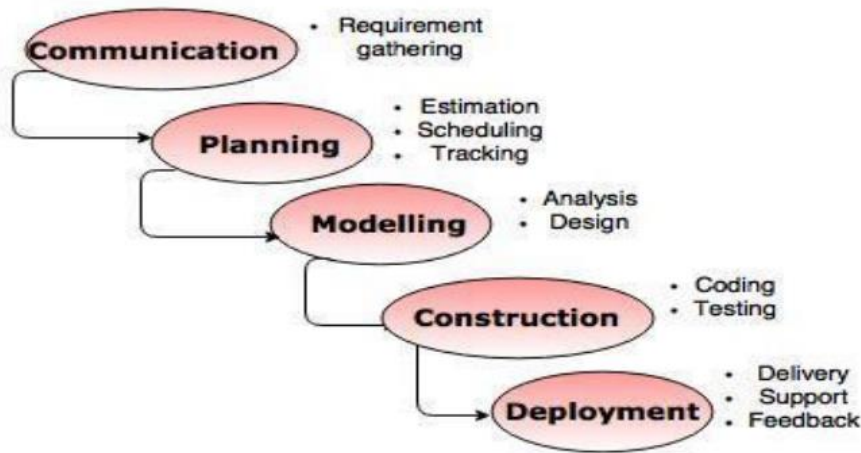 Communication
• Requirement
gathering
Planning
• Estimation
• Scheduling
• Tracking
Modelling
• Analysis
• Design
Construction
• Coding
• Testing
Deployment
• Delivery
• Support
• Feedback